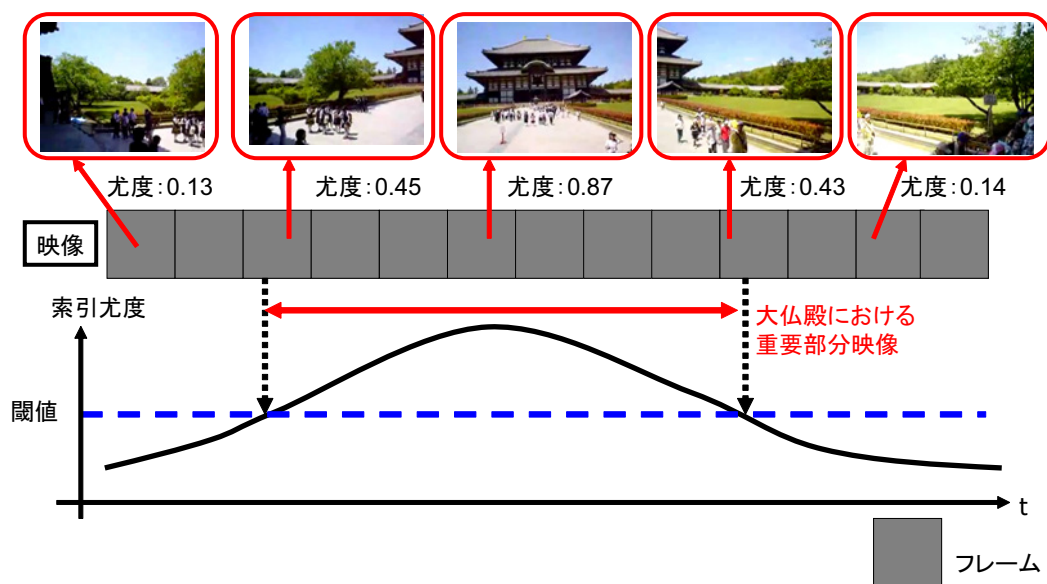 尤度：0.13
尤度：0.45
尤度：0.87
尤度：0.43
尤度：0.14
映像
索引尤度
大仏殿における
重要部分映像
閾値
t
フレーム